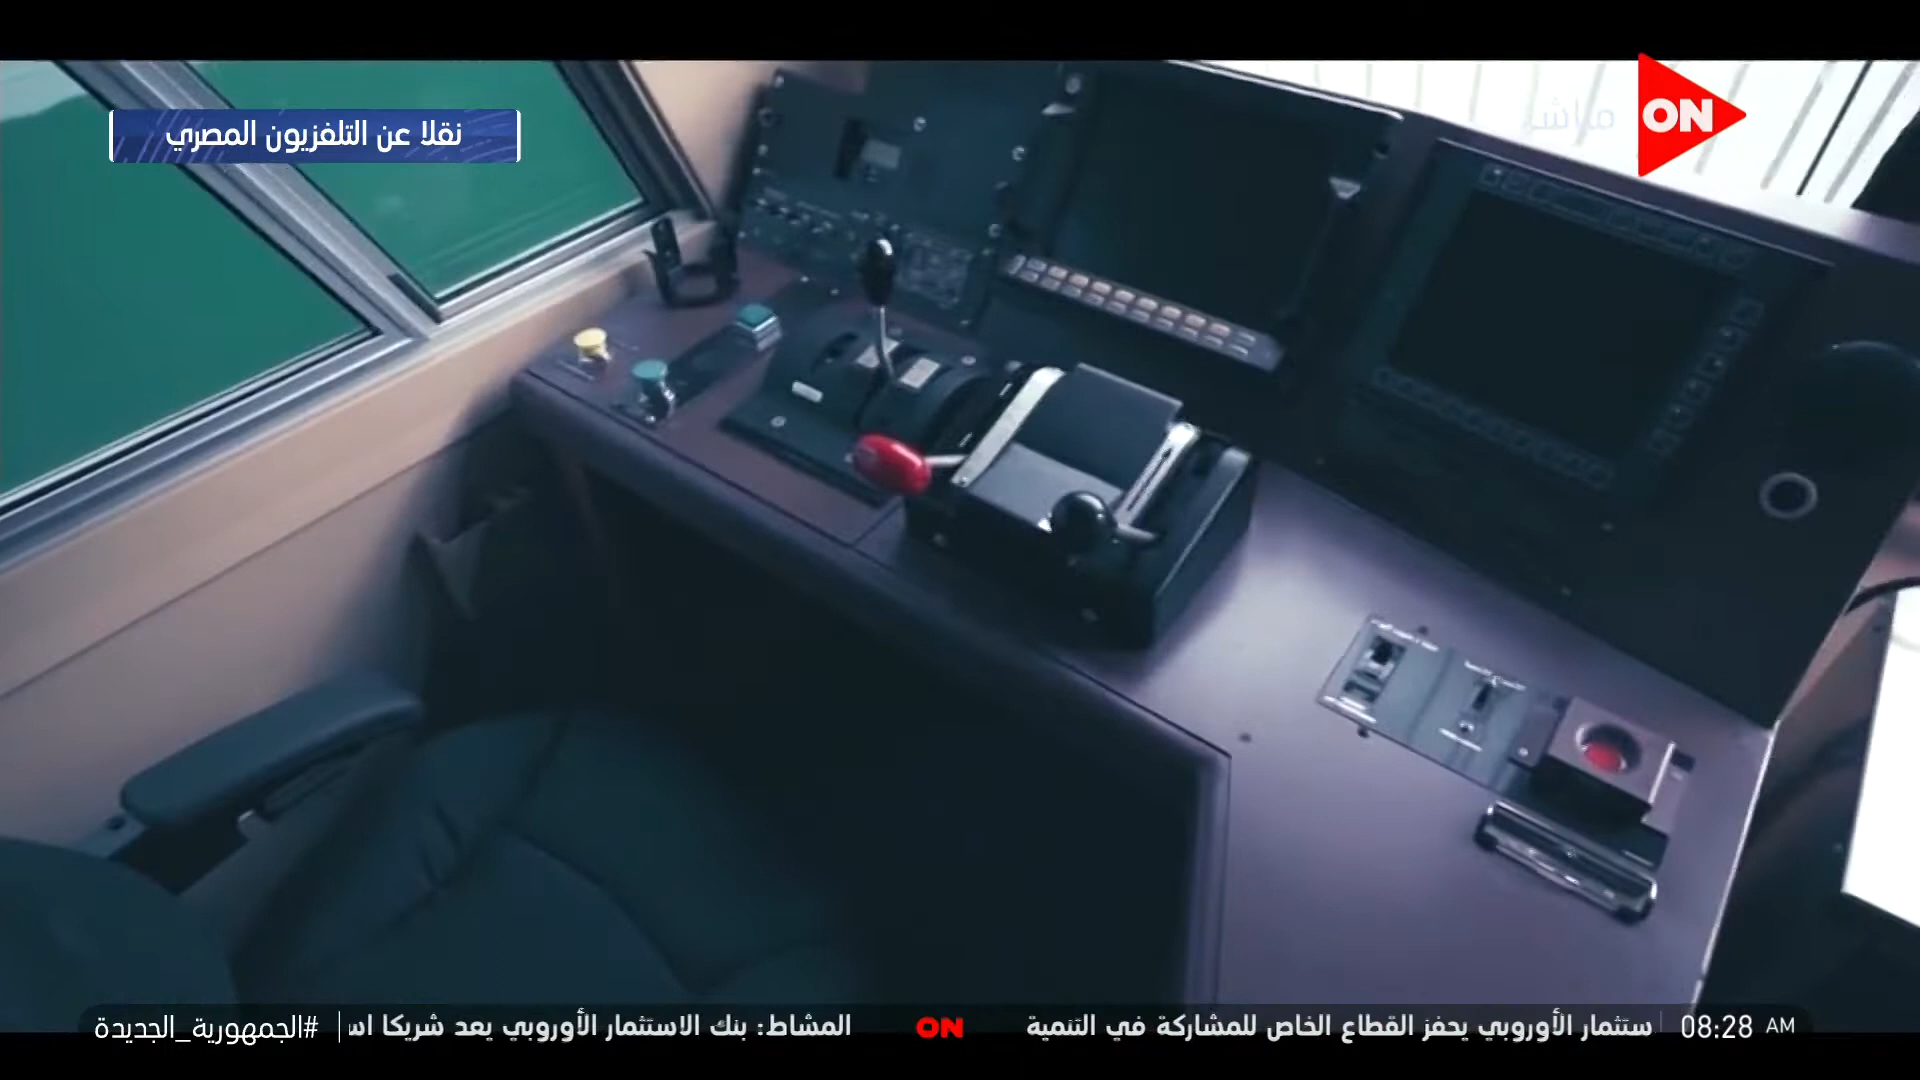 نقلا عن التلفزيون المصري
مباشر
ON
#الجمهورية_الجديدة
المشاط: بنك الاستثمار الأوروبي يعد شريكا اس
ON
ستثمار الأوروبي يحفز القطاع الخاص للمشاركة في التنمية
08:28 AM